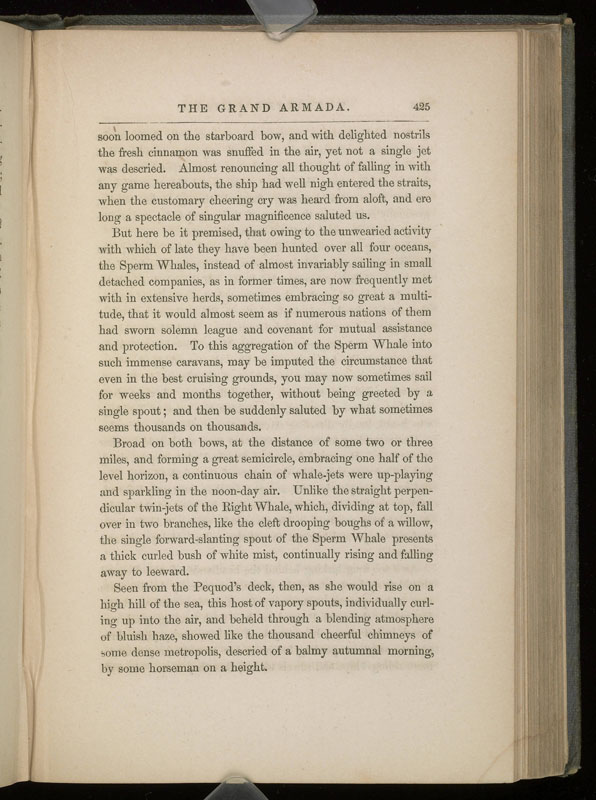 THE GRAND ARMADA. 425
soon loomed on the starboard bow, and with delighted nostrils
the fresh cinnamon was snuffed in the air, yet not a single jet
was descried. Almost renouncing all thought of falling in with
any game hereabouts, the ship had well nigh entered the straits,
when the customary cheering cry was heard from aloft, and ere
long a spectacle of singular magnificence saluted us.
But here be it premised, that owing to the unwearied activity
with which of late they have been hunted over all four oceans,
the Sperm Whales, instead of almost invariably sailing in small
detached companies, as in former times, are now frequently met
with in extensive herds, sometimes embracing so great a multi-
tude, that it would almost seem as if numerous nations of them
had sworn solemn league and covenant for mutual assistance
and protection. To this aggregation of the Sperm Whale into
such immense caravans, may be imputed the circumstance that
even in the best cruising grounds, you may now sometimes sail
for weeks and months together, without being greeted by a
single spout; and then be suddenly saluted by what sometimes
seems thousands on thousands.
Broad on both bows, at the distance of some two or three
miles, and forming a great semicircle, embracing one half of the
level horizon, a continuous chain of whale-jets were up-playing
and sparkling in the noon-day air. Unlike the straight perpen-
dicular twin-jets of the Right Whale, which, dividing at top, fall
over in two branches, like the cleft drooping boughs of a willow,
the single forward-slanting spout of the Sperm Whale presents
a thick curled bush of white mist, continually rising and falling
away to leeward.
Seen from the Pequod's deck, then, as she would rise on a
high hill of the sea, this host of vapory spouts, individually curl-
ing up into the air, and beheld through a blending atmosphere
of bluish haze, showed like the thousand cheerful chimneys of
some dense metropolis, descried of a balmy autumnal morning,
by some horseman on a height.